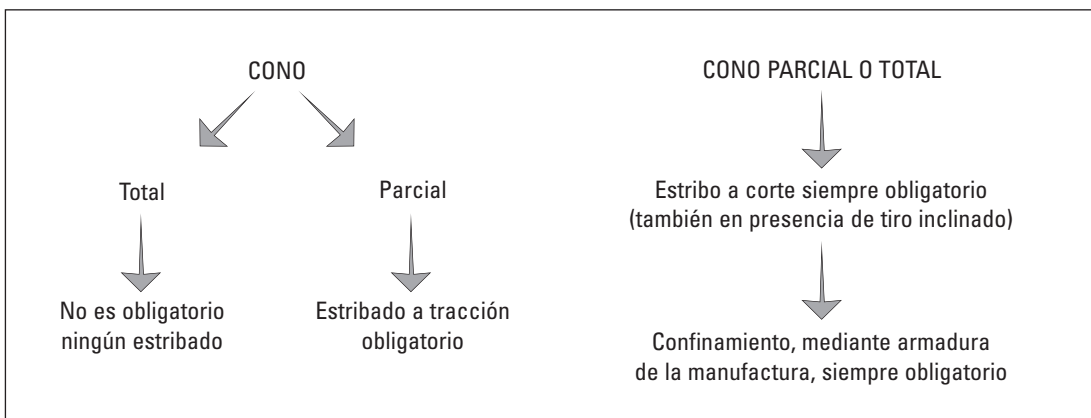 CONO
Total
Parcial
No es obligatorio
ningún estribado
Estribado a tracción
obligatorio
CONO PARCIAL O TOTAL
Estribo a corte siempre obligatorio
(también en presencia de tiro inclinado)
Confinamiento, mediante armadura
de la manufactura, siempre obligatorio